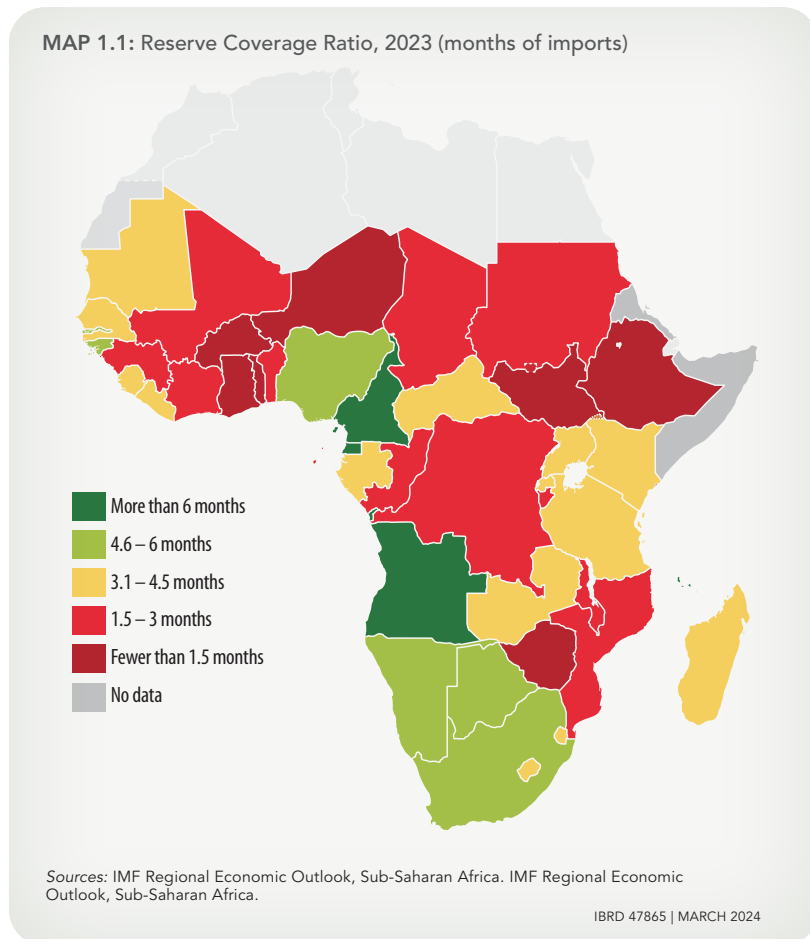 MAP 1.1: Reserve Coverage Ratio, 2023 (months of imports)
More than 6 months
4.6 – 6 months
3.1 – 4.5 months
1.5 – 3 months
Fewer than 1.5 months
No data
Sources: IMF Regional Economic Outlook, Sub-Saharan Africa. IMF Regional Economic
Outlook, Sub-Saharan Africa.
IBRD 47865 | MARCH 2024